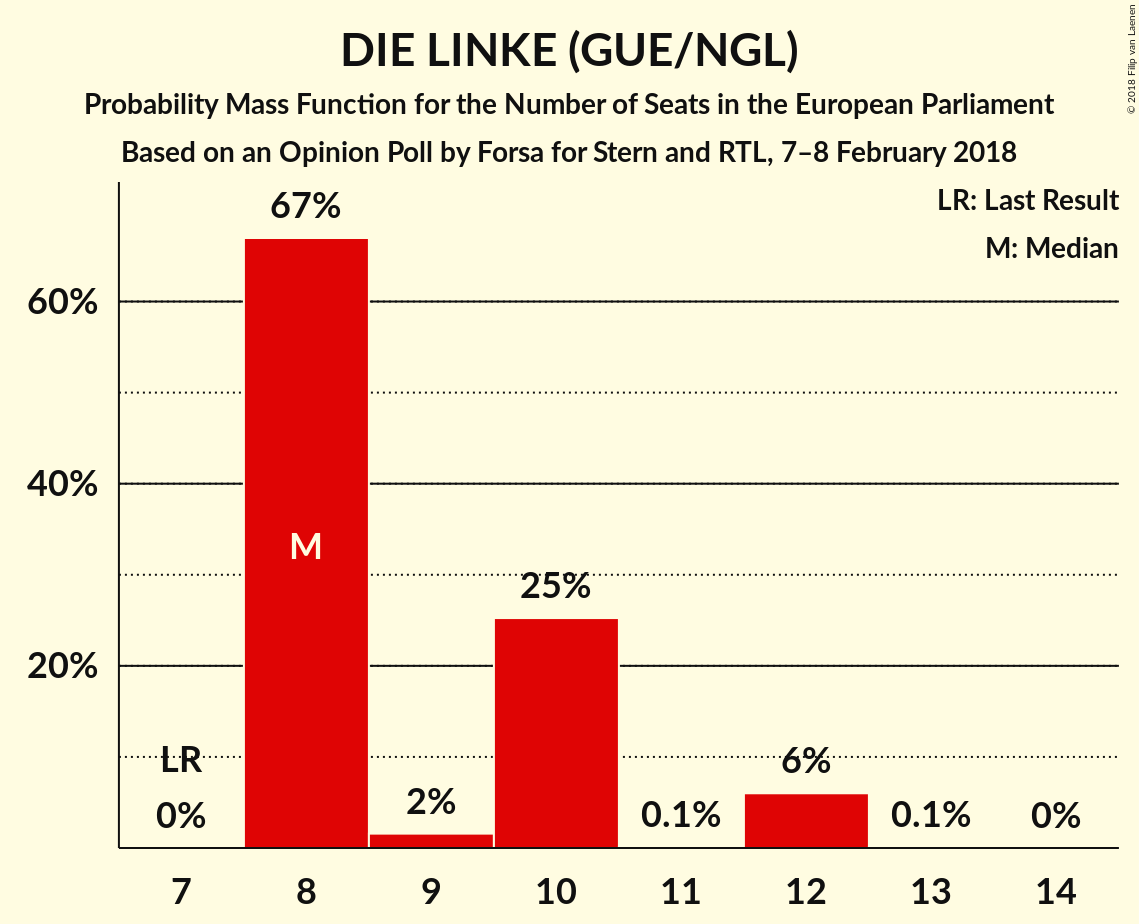 DIE LINKE (GUE/NGL)
Probability Mass Function for the Number of Seats in the European Parliament
Based on an Opinion Poll by Forsa for Stern and RTL, 7–8 February 2018
© 2018 Filip van Laenen
LR: Last Result
M: Median
67%
60%
40%
M
25%
20%
LR
6%
0%
2%
0.1%
0.1%
0%
7 8 9 10 11 12 13 14